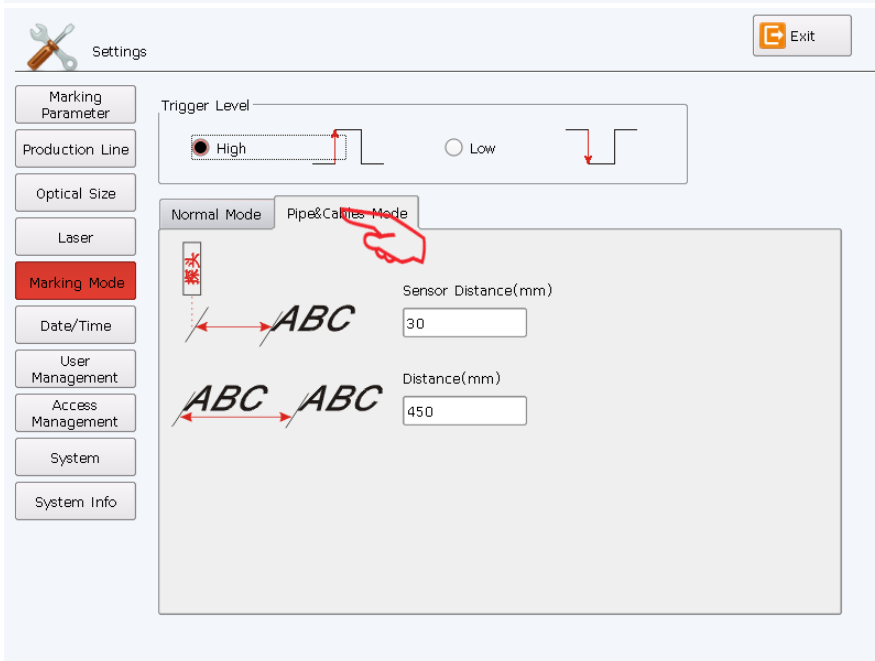 Settings
Exit
Marking
Parameter
Production Line
Optical Size
Laser
Marking Mode
Date/Time
User
Management
Access
Management
System
System Info
Trigger Level
High
Low
Normal Mode
Pipe&Cables Mode
探头
ABC
Sensor Distance(mm)
30
ABC ABC
Distance(mm)
450